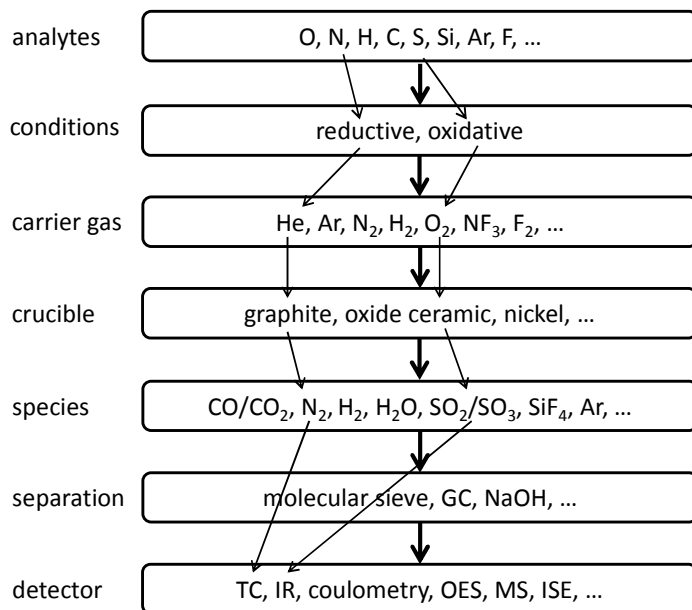 analytes
O, N, H, C, S, Si, Ar, F, ...
conditions
reductive, oxidative
carrier gas
He, Ar, N₂, H₂, O₂, NF₃, F₂, ...
crucible
graphite, oxide ceramic, nickel, ...
species
CO/CO₂, N₂, H₂, H₂O, SO₂/SO₃, SiF₄, Ar, ...
separation
molecular sieve, GC, NaOH, ...
detector
TC, IR, coulometry, OES, MS, ISE, ...